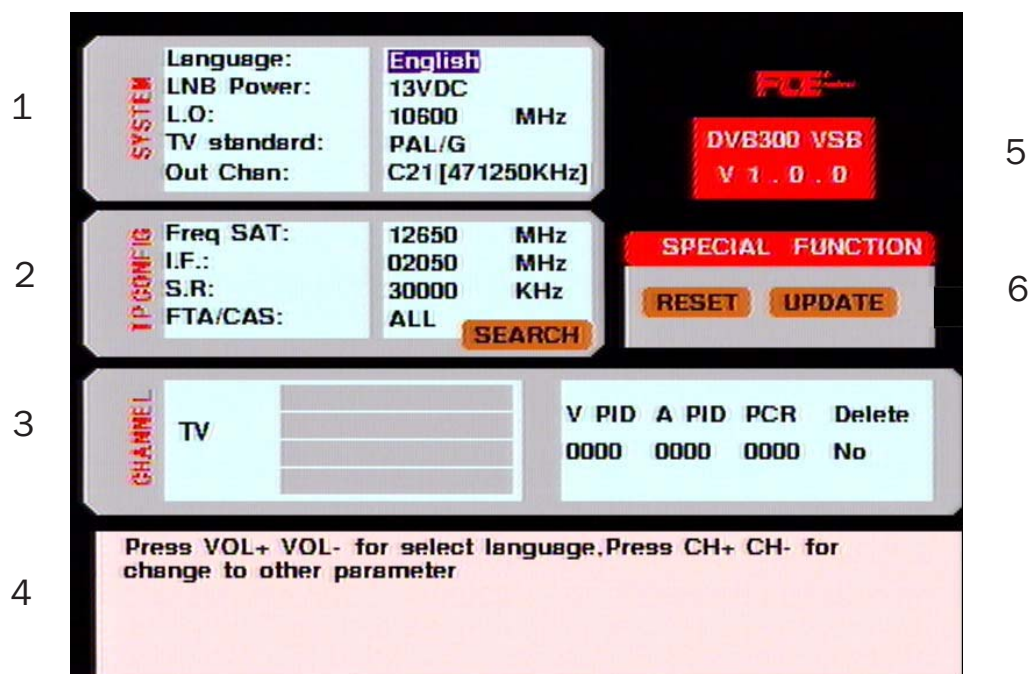 1
SYSTEM
Language: English
LNB Power: 13VDC
L.O: 10600 MHz
TV standard: PAL/G
Out Chan: C21[471250KHz]
FCE
DVB300 VSB
V 1.0.0
5
2
TPCONFIG
Freq SAT: 12650 MHz
I.F.: 02050 MHz
S.R: 30000 KHz
FTA/CAS: ALL
SEARCH
SPECIAL FUNCTION
RESET UPDATE
6
3
CHANNEL
TV
V PID A PID PCR Delete
0000 0000 0000 No
4
Press VOL+ VOL- for select language,Press CH+ CH- for
change to other parameter